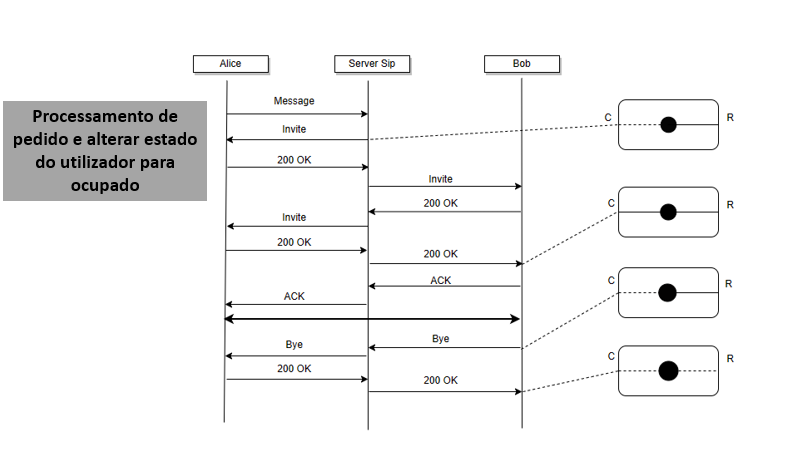 Alice
Server Sip
Bob
Processamento de
pedido e alterar estado
do utilizador para
ocupado
Message
Invite
200 OK
Invite
200 OK
Invite
200 OK
200 OK
ACK
ACK
Bye
Bye
200 OK
200 OK
C
R
C
R
C
R
C
R